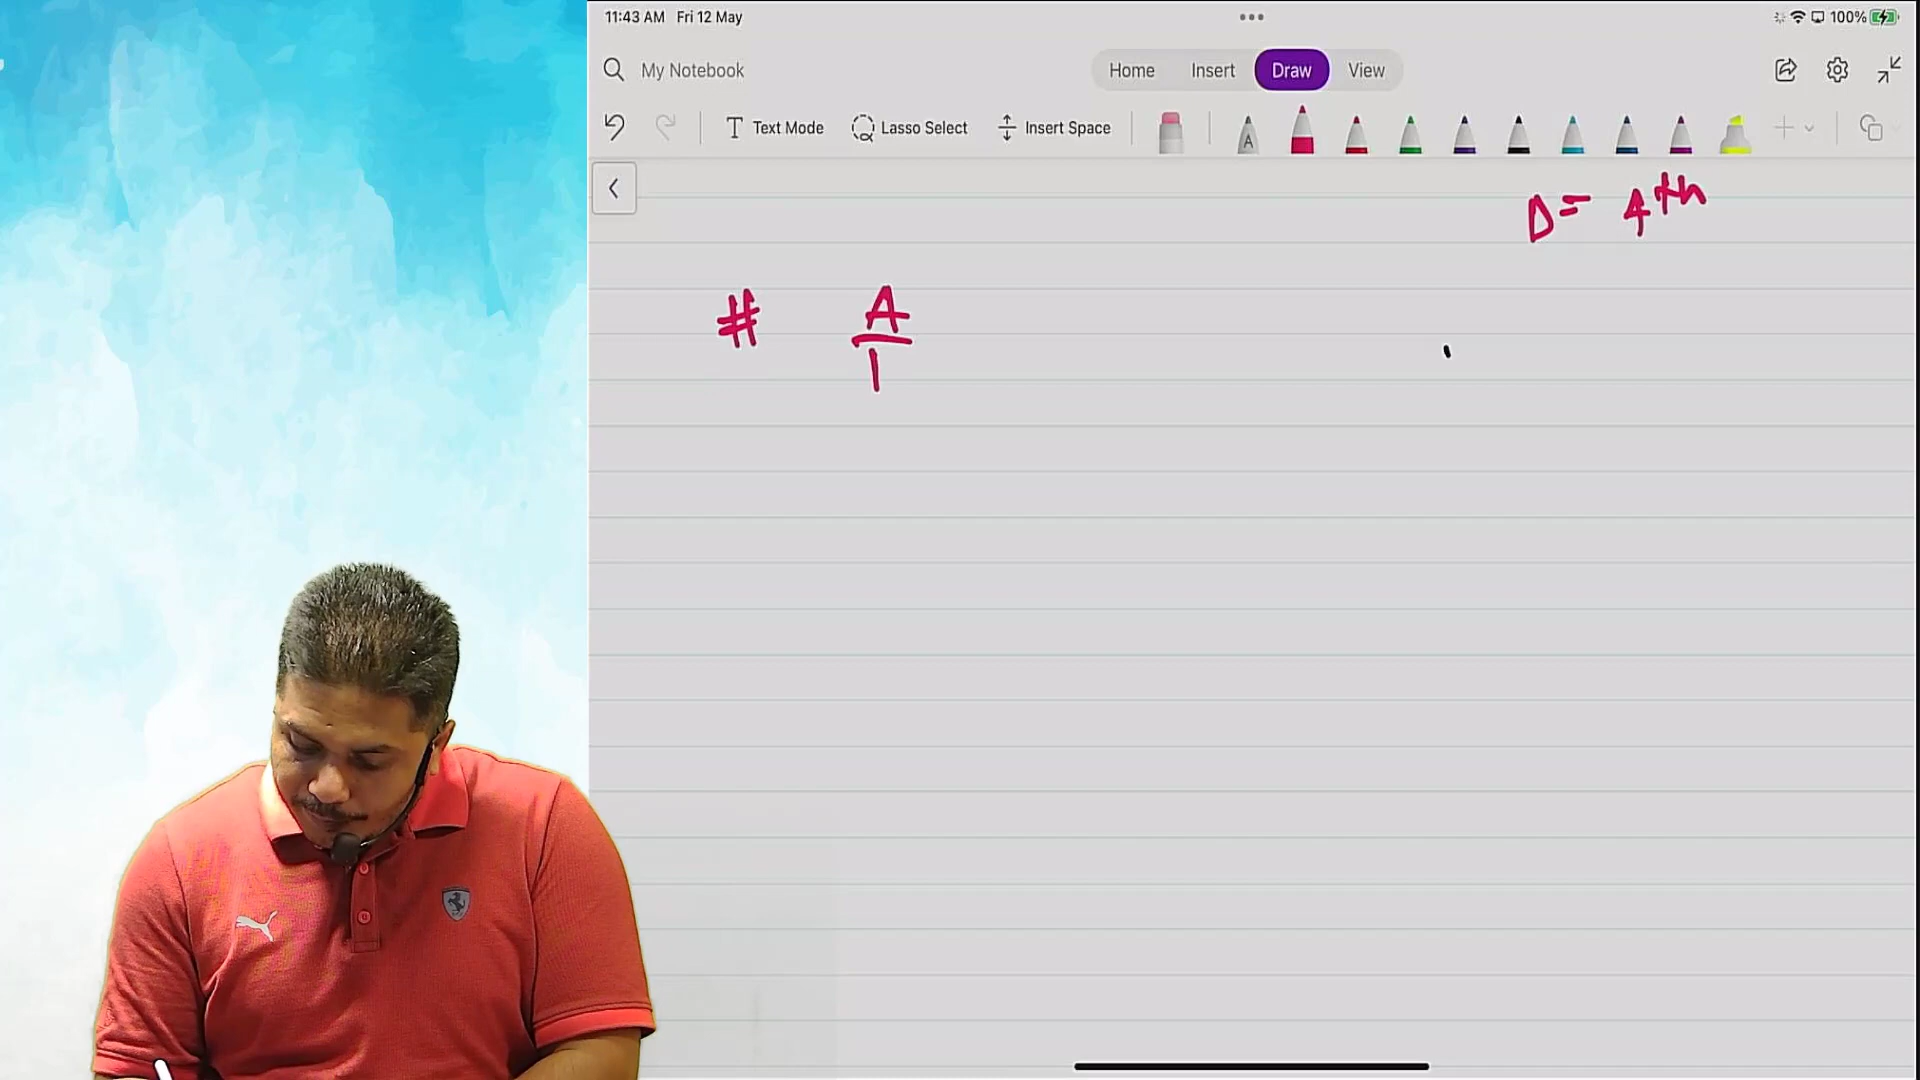 11:43 AM Fri 12 May 100%
My Notebook Home Insert Draw View
T Text Mode Lasso Select Insert Space A
D = 4th
# A
1